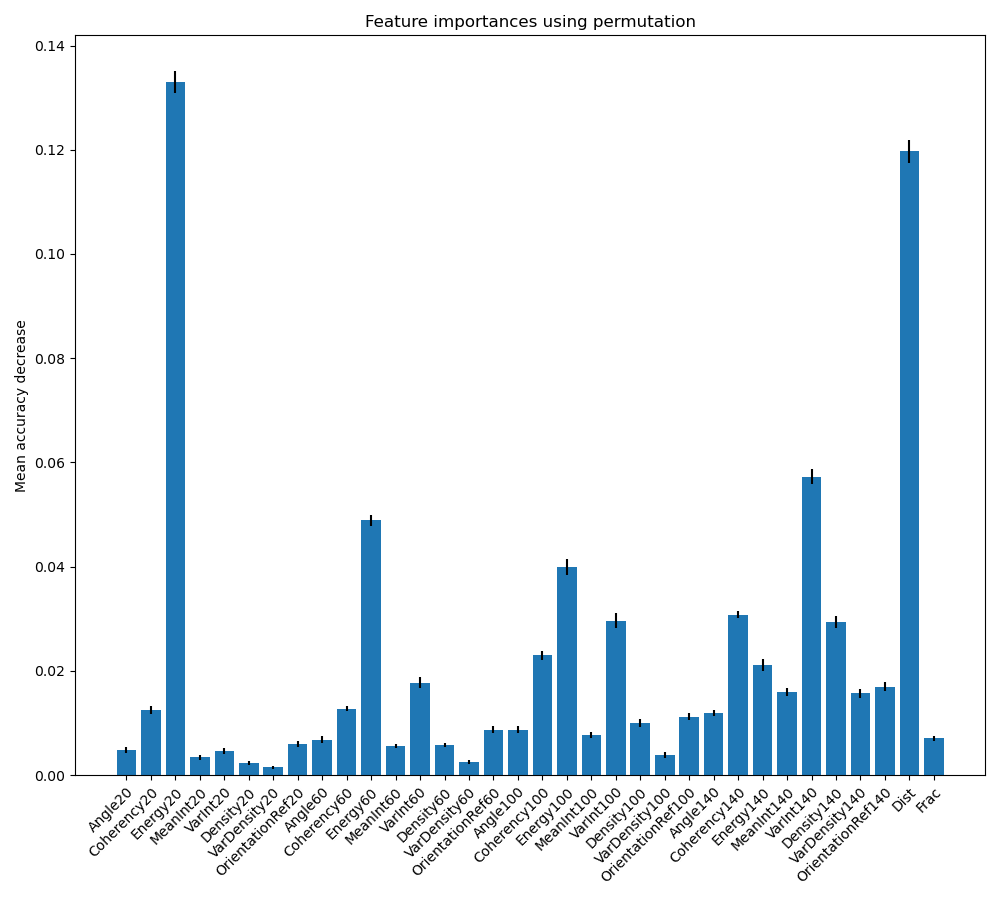 Feature importances using permutation
Mean accuracy decrease
0.14
0.12
0.10
0.08
0.06
0.04
0.02
0.00
Angle20
Coherency20
Energy20
MeanInt20
VarInt20
Density20
VarDensity20
OrientationRef20
Angle60
Coherency60
Energy60
MeanInt60
VarInt60
Density60
VarDensity60
OrientationRef60
Angle100
Coherency100
Energy100
MeanInt100
VarInt100
Density100
VarDensity100
OrientationRef100
Angle140
Coherency140
Energy140
MeanInt140
VarInt140
Density140
VarDensity140
OrientationRef140
Dist
Frac